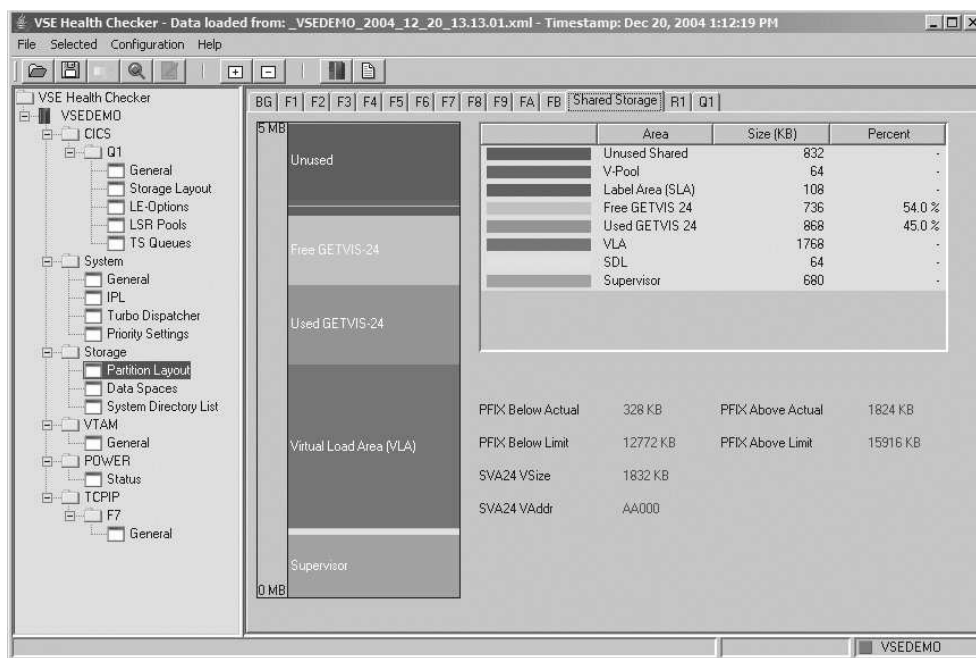 VSE Health Checker - Data loaded from: _VSEDEMO_2004_12_20_13.13.01.xml - Timestamp: Dec 20, 2004 1:12:19 PM
File Selected Configuration Help
VSE Health Checker
VSEDEMO
CICS
Q1
General
Storage Layout
LE-Options
LSR Pools
TS Queues
System
General
IPL
Turbo Dispatcher
Priority Settings
Storage
Partition Layout
Data Spaces
System Directory List
VTAM
General
POWER
Status
TCPIP
F7
General
BG F1 F2 F3 F4 F5 F6 F7 F8 F9 FA FB Shared Storage R1 Q1
5 MB
Unused
Free GETVIS-24
Used GETVIS-24
Virtual Load Area (VLA)
Supervisor
0 MB
Area Size (KB) Percent
Unused Shared 832 -
V-Pool 64 -
Label Area (SLA) 108 -
Free GETVIS 24 736 54.0 %
Used GETVIS 24 868 45.0 %
VLA 1768 -
SDL 64 -
Supervisor 680 -
PFIX Below Actual 328 KB PFIX Above Actual 1824 KB
PFIX Below Limit 12772 KB PFIX Above Limit 15916 KB
SVA24 VSize 1832 KB
SVA24 VAddr AA000
VSEDEMO